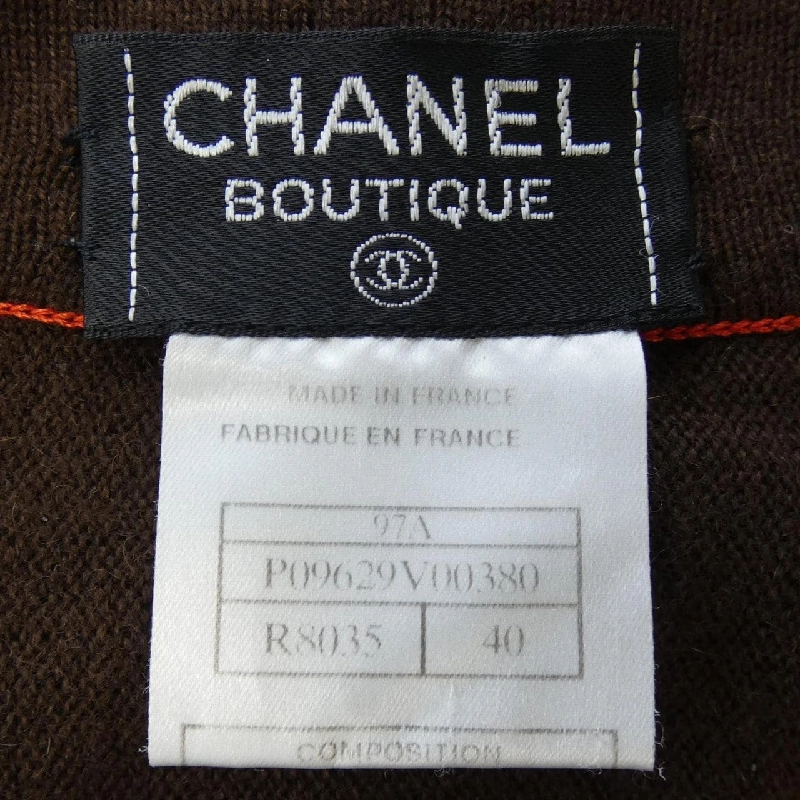 CHANEL
BOUTIQUE
MADE IN FRANCE
FABRIQUE EN FRANCE
97A
P09629V00380
R8035 40
COMPOSITION